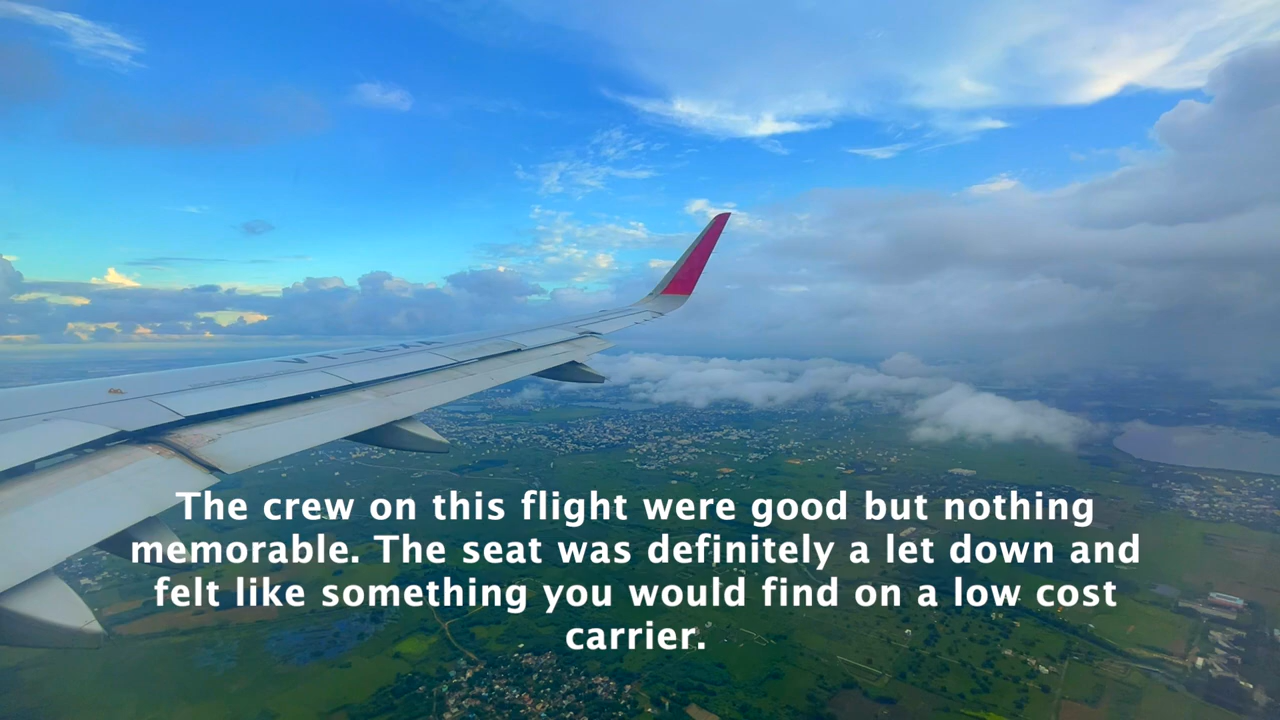 The crew on this flight were good but nothing
memorable. The seat was definitely a let down and
felt like something you would find on a low cost
carrier.